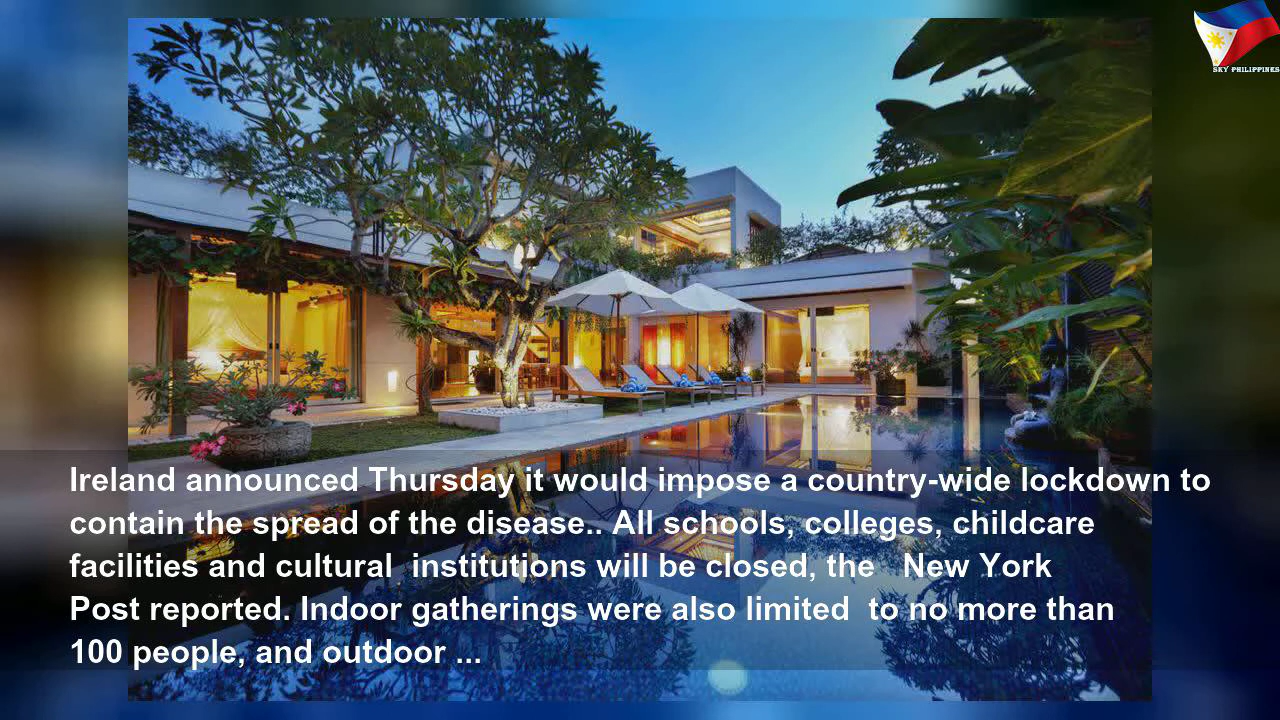 SKY PHILIPPINES
Ireland announced Thursday it would impose a country-wide lockdown to
contain the spread of the disease.. All schools, colleges, childcare
facilities and cultural  institutions will be closed, the   New York
Post reported. Indoor gatherings were also limited  to no more than
100 people, and outdoor ...